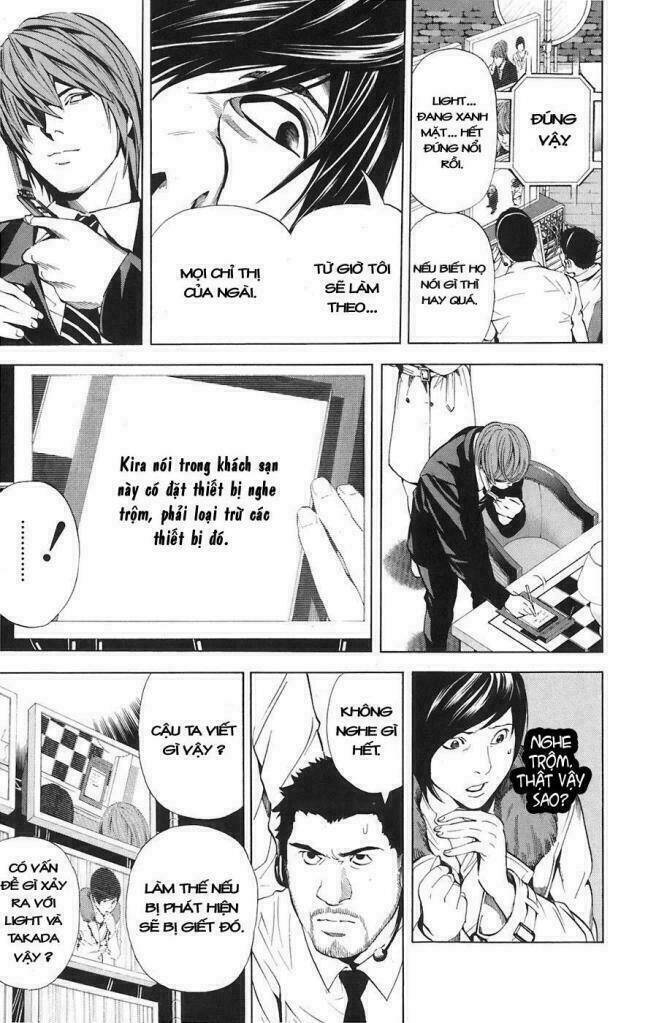 ĐÚNG
VẬY
LIGHT...
ĐANG XANH
MẶT... HẾT
ĐỨNG NỔI
RỒI.
NẾU BIẾT HỌ
NÓI GÌ THÌ
HAY QUÁ.
TỪ GIỜ TÔI
SẼ LÀM
THEO...
MỌI CHỈ THỊ
CỦA NGÀI.
Kira nói trong khách sạn
này có đặt thiết bị nghe
trộm, phải loại trừ các
thiết bị đó.
.........!
NGHE
TRỘM,
THẬT VẬY
SAO?
KHÔNG
NGHE GÌ
HẾT.
CẬU TA VIẾT
GÌ VẬY ?
LÀM THẾ NẾU
BỊ PHÁT HIỆN
SẼ BỊ GIẾT ĐÓ.
CÓ VẤN
ĐỀ GÌ XẢY
RA VỚI
LIGHT VÀ
TAKADA
VẬY ?